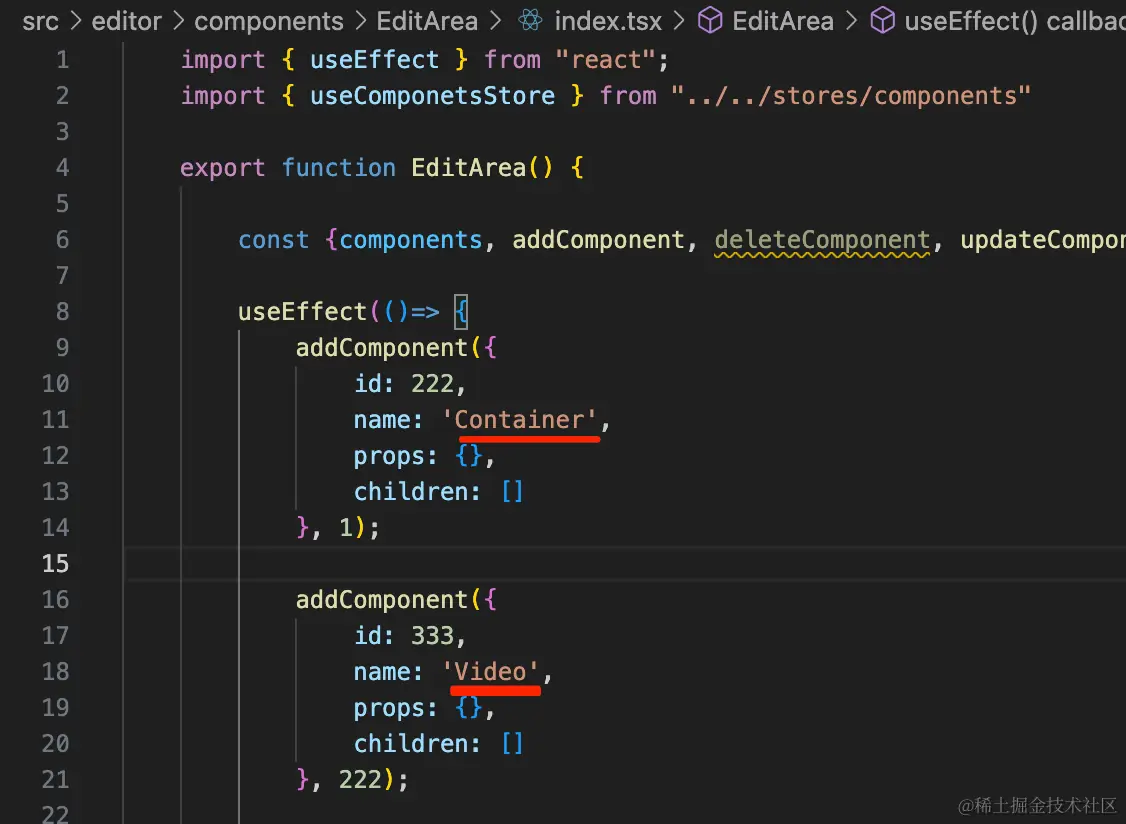 src > editor > components > EditArea > index.tsx > EditArea > useEffect() callbac
1 import { useEffect } from "react";
2 import { useComponetsStore } from "../../stores/components"
3
4 export function EditArea() {
5
6 const {components, addComponent, deleteComponent, updateCompon
7
8 useEffect(()=> {
9 addComponent({
10 id: 222,
11 name: 'Container',
12 props: {},
13 children: []
14 }, 1);
15
16 addComponent({
17 id: 333,
18 name: 'Video',
19 props: {},
20 children: []
21 }, 222);
22
@稀土掘金技术社区